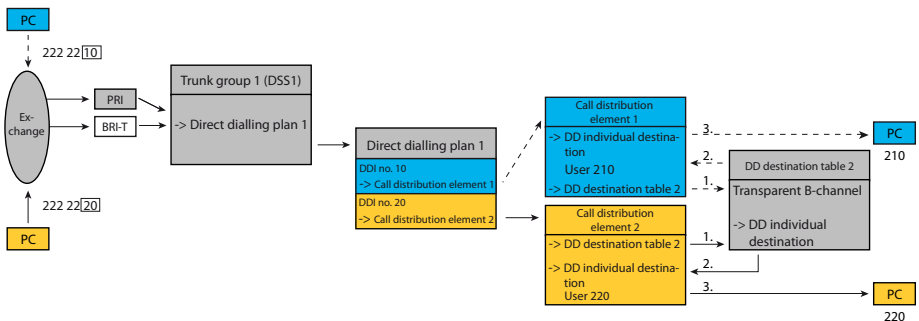 PC
222 22 10
Ex-
change
PRI
BRI-T
222 22 20
PC
Trunk group 1 (DSS1)
-> Direct dialling plan 1
Direct dialling plan 1
DDI no. 10
-> Call distribution element 1
DDI no. 20
-> Call distribution element 2
Call distribution
element 1
-> DD individual destina-
tion
User 210
-> DD destination table 2
Call distribution
element 2
-> DD destination table 2
-> DD individual destina-
tion
User 220
3.
2.
1.
1.
2.
3.
DD destination table 2
Transparent B-channel
-> DD individual
destination
PC
210
PC
220